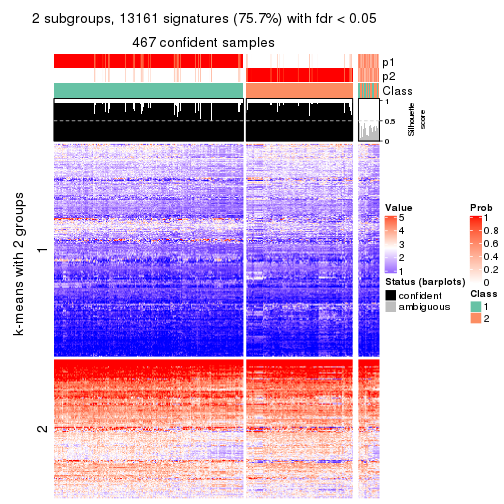 2 subgroups, 13161 signatures (75.7%) with fdr < 0.05
467 confident samples
p1
p2
Class
1
0.5
0
Silhouette
score
k-means with 2 groups
1
2
Value
5
4
3
2
1
Status (barplots)
confident
ambiguous
Prob
1
0.8
0.6
0.4
0.2
0
Class
1
2